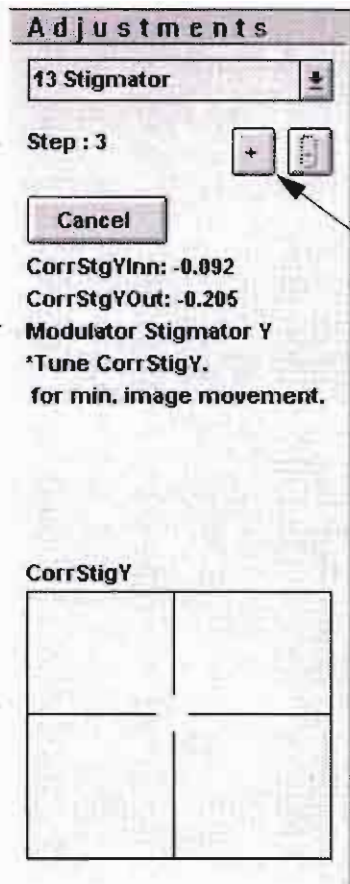 Adjustments
13 Stigmator
Step : 3
+
-
Cancel
CorrStgYInn: -0.092
CorrStgYOut: -0.205
Modulator Stigmator Y
*Tune CorrStigY.
for min. image movement.
CorrStigY